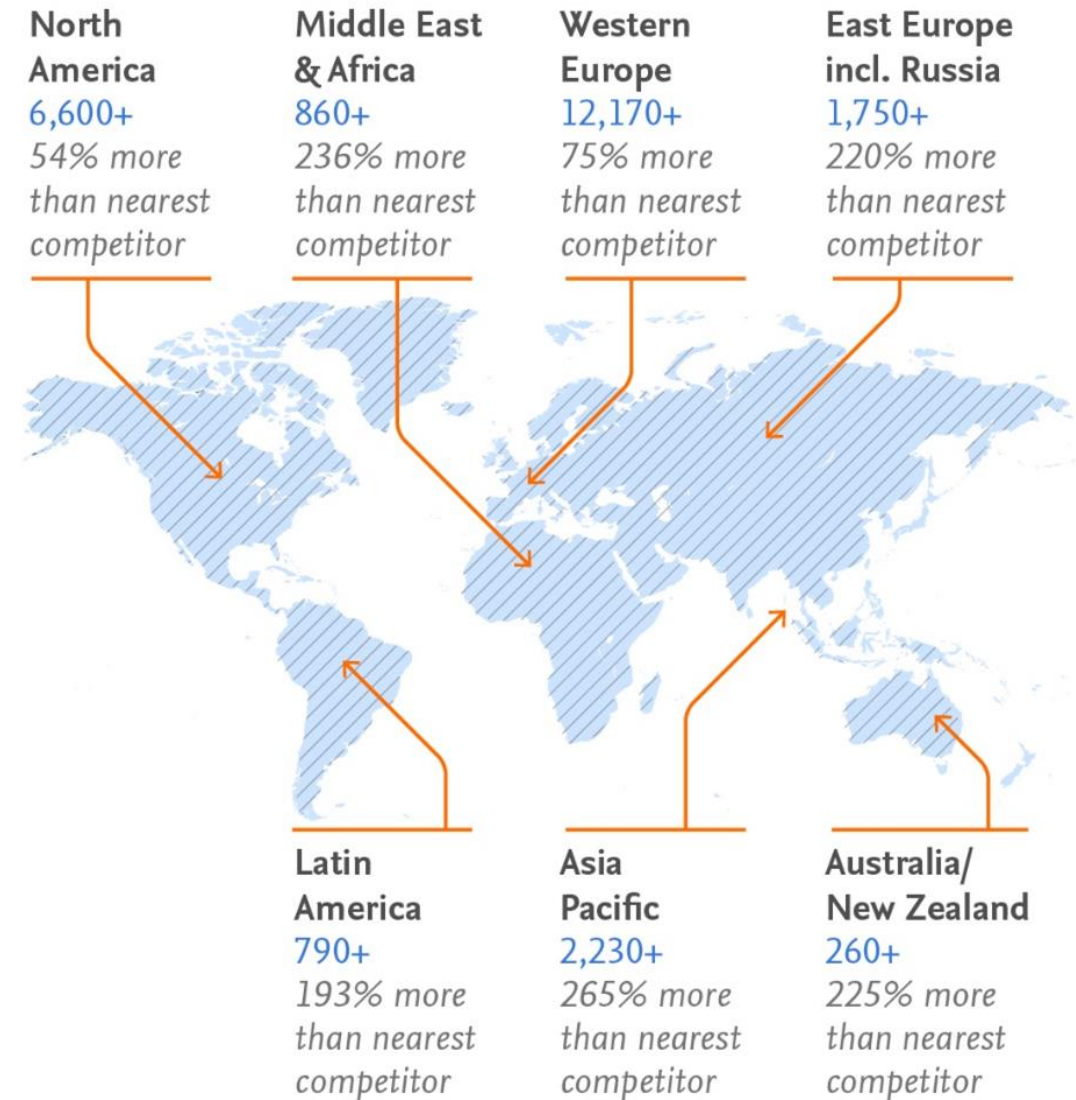 North
America
6,600+
54% more
than nearest
competitor
Middle East
& Africa
860+
236% more
than nearest
competitor
Western
Europe
12,170+
75% more
than nearest
competitor
East Europe
incl. Russia
1,750+
220% more
than nearest
competitor
Latin
America
790+
193% more
than nearest
competitor
Asia
Pacific
2,230+
265% more
than nearest
competitor
Australia/
New Zealand
260+
225% more
than nearest
competitor